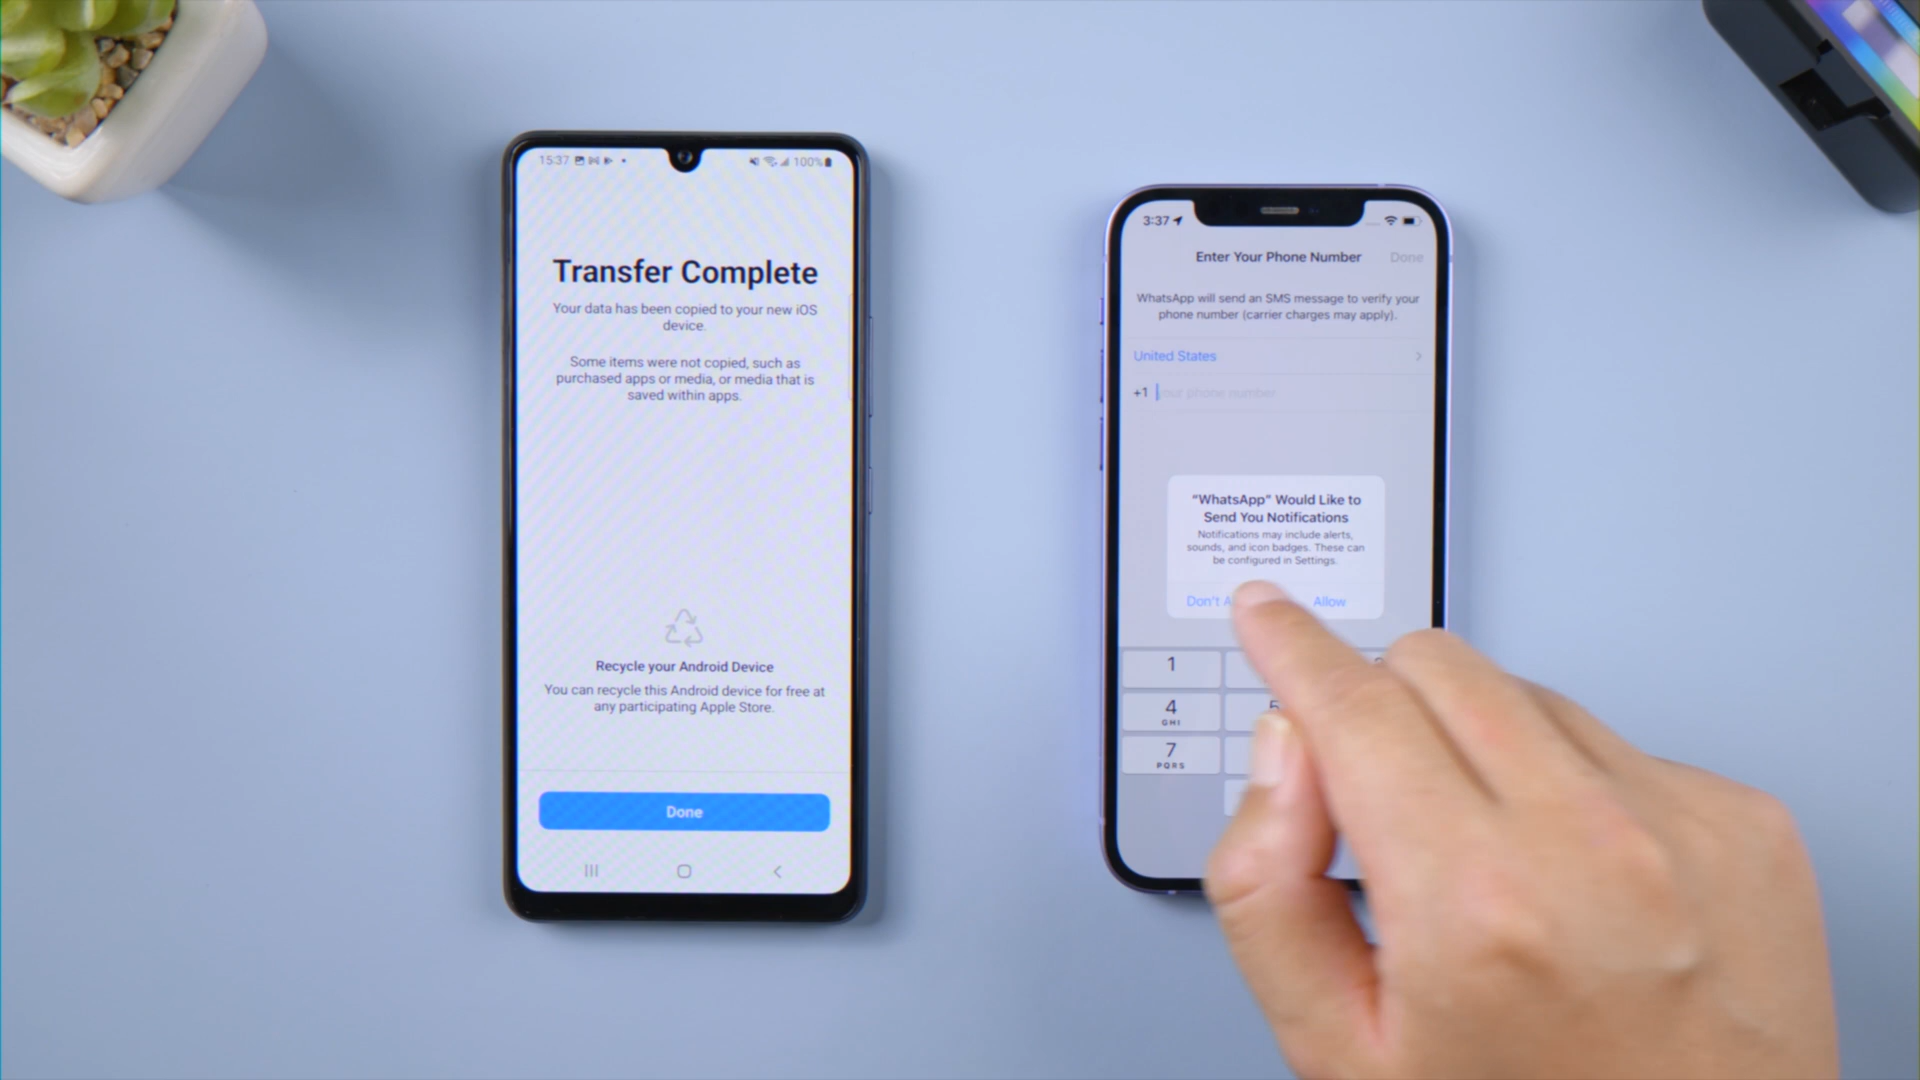 15:37
100%
Transfer Complete
Your data has been copied to your new iOS
device.
Some items were not copied, such as
purchased apps or media, or media that is
saved within apps.
Recycle your Android Device
You can recycle this Android device for free at
any participating Apple Store.
Done
3:37
Enter Your Phone Number
Done
WhatsApp will send an SMS message to verify your
phone number (carrier charges may apply).
United States
+1 your phone number
“WhatsApp” Would Like to
Send You Notifications
Notifications may include alerts,
sounds, and icon badges. These can
be configured in Settings.
Don't A
Allow
1
4
GHI
5
7
PQRS